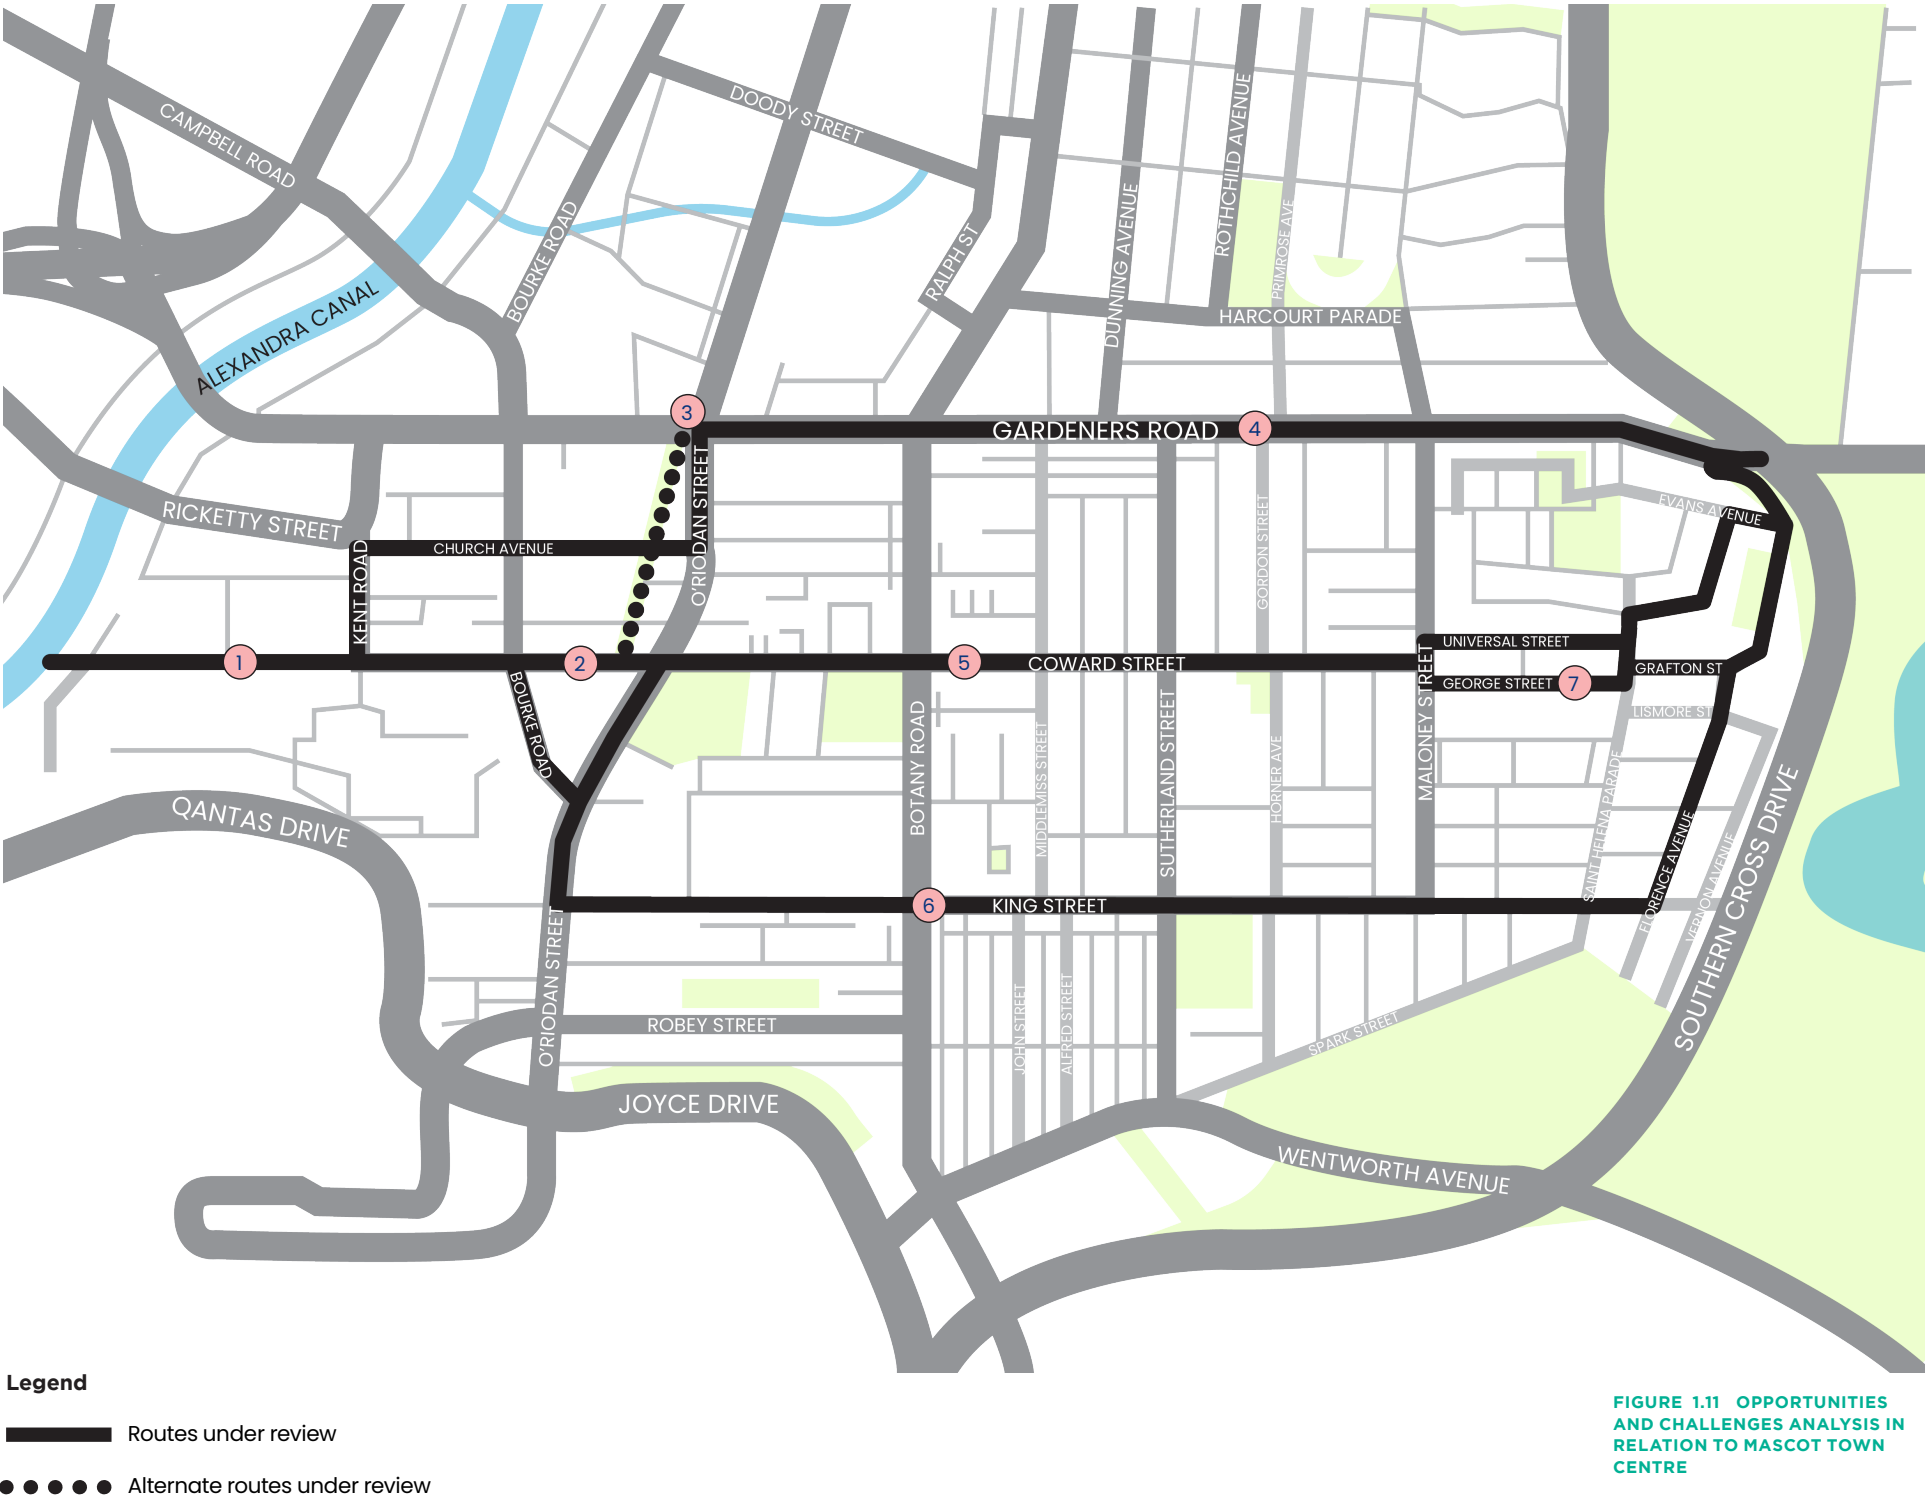 DOODY STREET
CAMPBELL ROAD
BOURKE ROAD
ROTHCHILD AVENUE
DUNNING AVENUE
PRIMROSE AVE
RALPH ST
ALEXANDRA CANAL
HARCOURT PARADE
3
GARDENERS ROAD
4
RICKETTY STREET
O'RIODAN STREET
EVANS AVENUE
GORDON STREET
CHURCH AVENUE
KENT ROAD
O'RIODAN STREET
UNIVERSAL STREET
1
2
5
COWARD STREET
GRAFTON ST
GEORGE STREET
7
LISMORE ST
BOURKE ROAD
BOTANY ROAD
MIDDLEMISS STREET
SUTHERLAND STREET
HORNER AVE
MALONEY STREET
SAINT HELENA PARADE
QANTAS DRIVE
FLORENCE AVENUE
VERNON AVENUE
SOUTHERN CROSS DRIVE
6
KING STREET
O'RIODAN STREET
ROBEY STREET
JOHN STREET
ALFRED STREET
SPARK STREET
JOYCE DRIVE
WENTWORTH AVENUE
Legend
Routes under review
Alternate routes under review
FIGURE 1.11 OPPORTUNITIES
AND CHALLENGES ANALYSIS IN
RELATION TO MASCOT TOWN
CENTRE